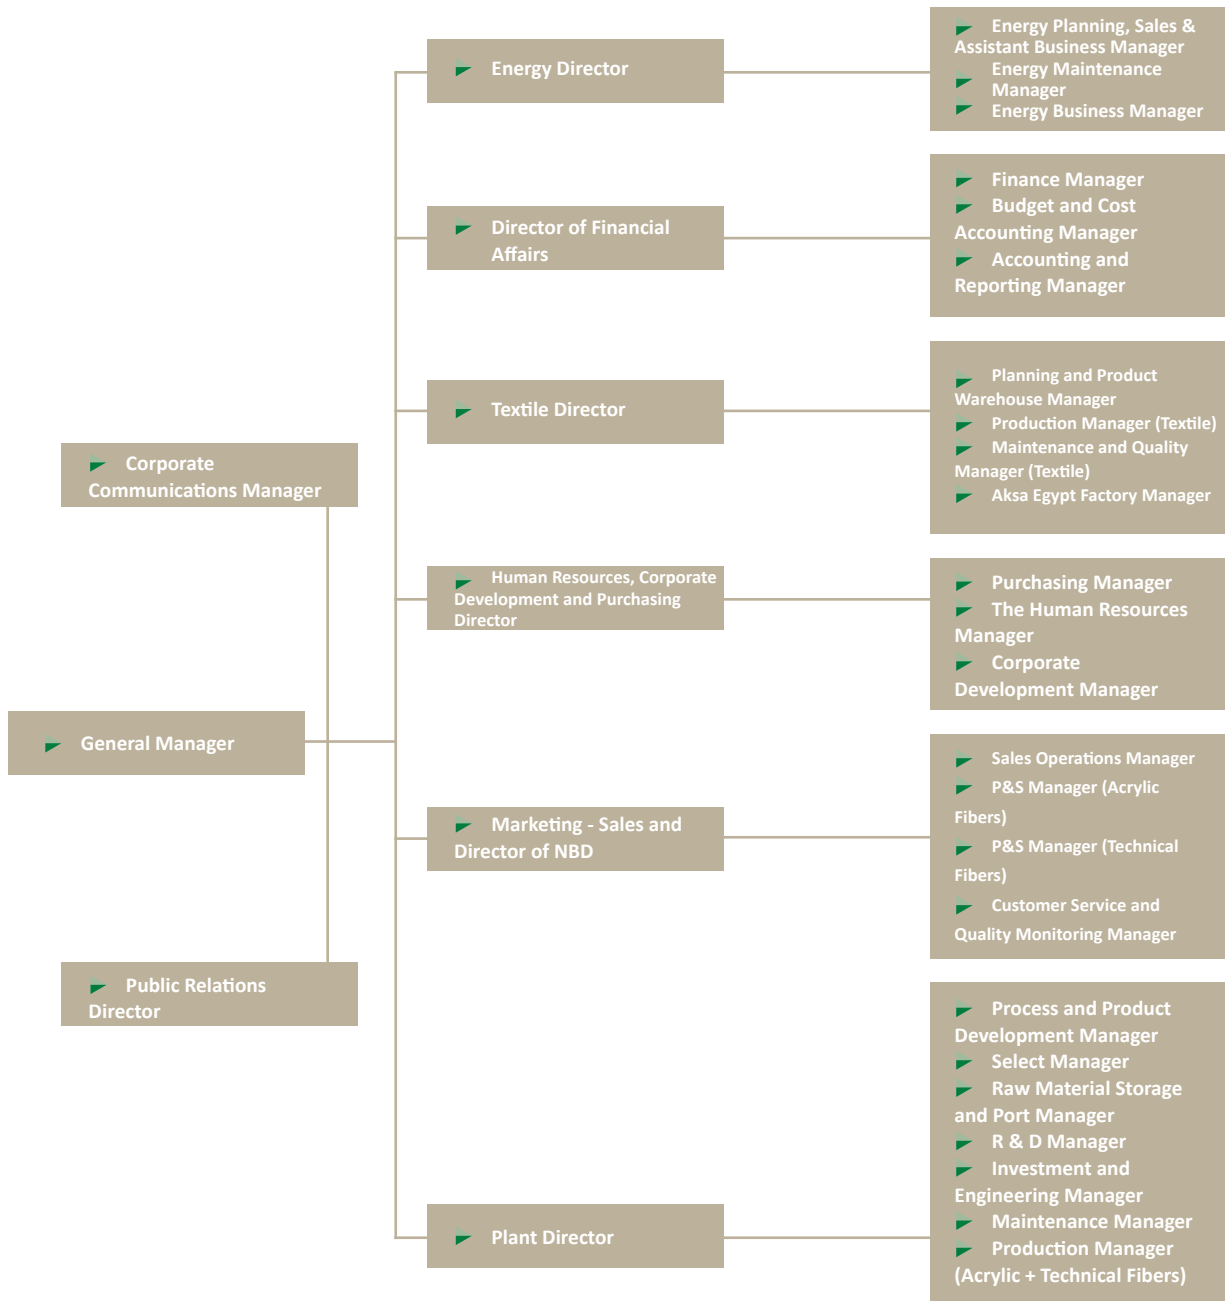 Energy Director
Energy Planning, Sales &
Assistant Business Manager
Energy Maintenance
Manager
Energy Business Manager
Director of Financial
Affairs
Finance Manager
Budget and Cost
Accounting Manager
Accounting and
Reporting Manager
Textile Director
Planning and Product
Warehouse Manager
Production Manager (Textile)
Maintenance and Quality
Manager (Textile)
Aksa Egypt Factory Manager
Corporate
Communications Manager
Human Resources, Corporate
Development and Purchasing
Director
Purchasing Manager
The Human Resources
Manager
Corporate
Development Manager
General Manager
Marketing - Sales and
Director of NBD
Sales Operations Manager
P&S Manager (Acrylic
Fibers)
P&S Manager (Technical
Fibers)
Customer Service and
Quality Monitoring Manager
Public Relations
Director
Plant Director
Process and Product
Development Manager
Select Manager
Raw Material Storage
and Port Manager
R & D Manager
Investment and
Engineering Manager
Maintenance Manager
Production Manager
(Acrylic + Technical Fibers)